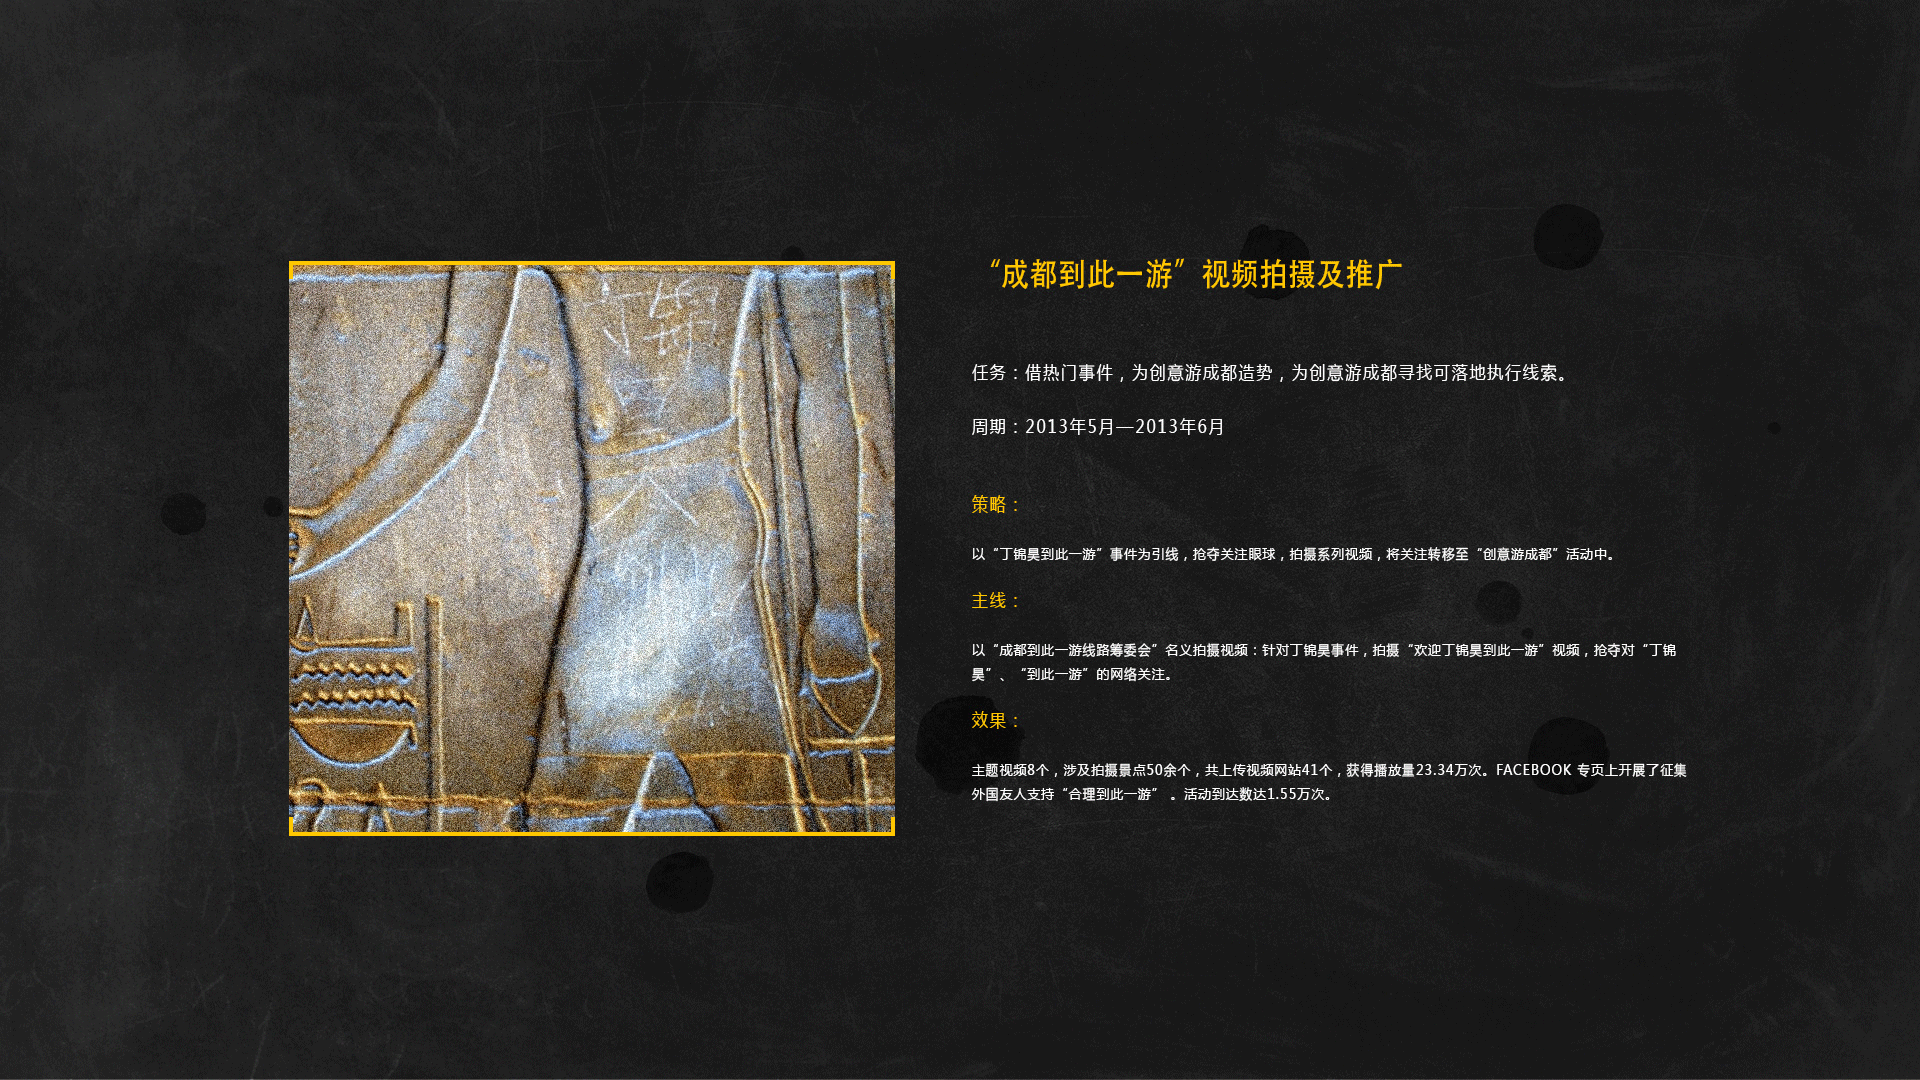 “成都到此一游”视频拍摄及推广
任务：借热门事件，为创意游成都造势，为创意游成都寻找可落地执行线索。
周期：2013年5月—2013年6月
策略：
以“丁锦昊到此一游”事件为引线，抢夺关注眼球，拍摄系列视频，将关注转移至“创意游成都”活动中。
主线：
以“成都到此一游线路筹委会”名义拍摄视频：针对丁锦昊事件，拍摄“欢迎丁锦昊到此一游”视频，抢夺对“丁锦
昊”、“到此一游”的网络关注。
效果：
主题视频8个，涉及拍摄景点50余个，共上传视频网站41个，获得播放量23.34万次。FACEBOOK 专页上开展了征集
外国友人支持“合理到此一游” 。活动到达数达1.55万次。